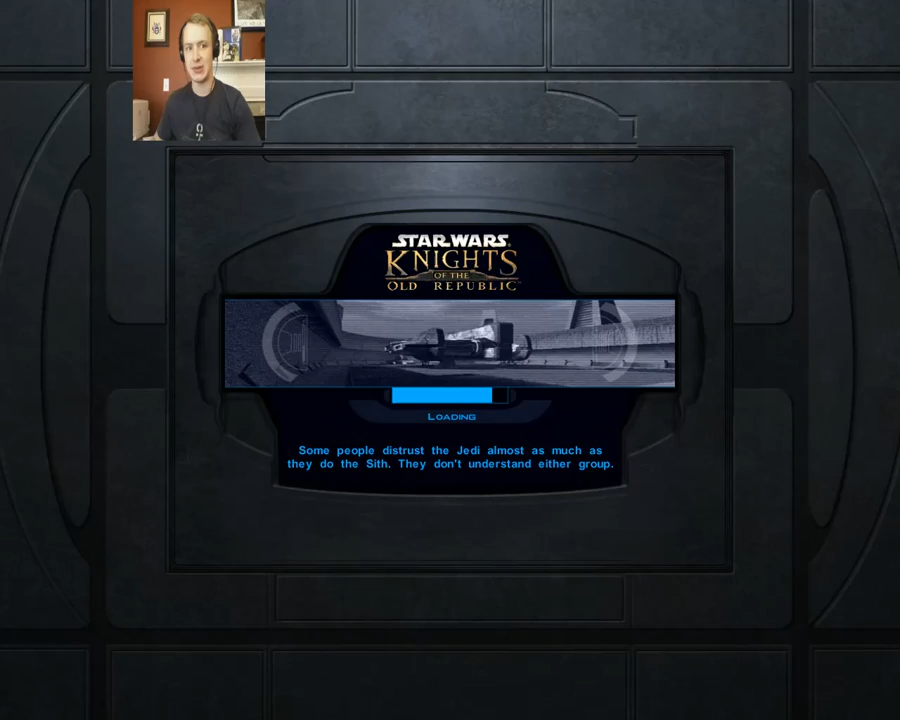 STAR WARS
KNIGHTS
OF THE
OLD REPUBLIC
LOADING
Some people distrust the Jedi almost as much as
they do the Sith. They don't understand either group.